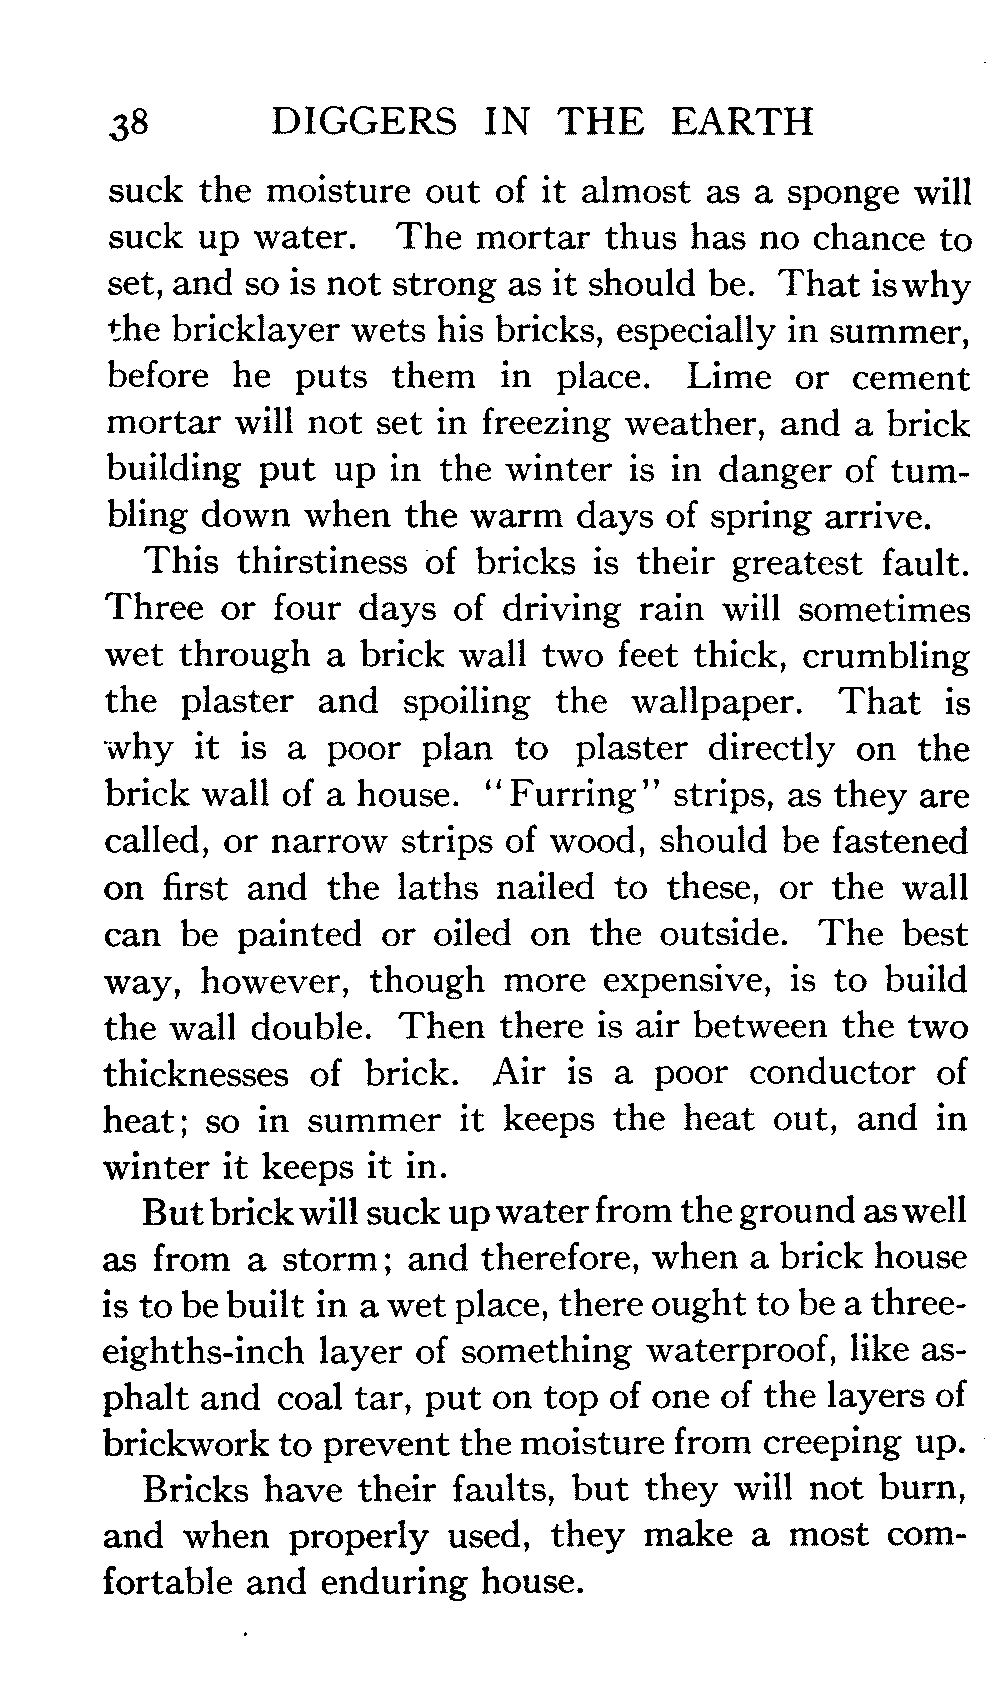 38 DIGGERS IN THE EARTH
suck the moisture out of it almost as a sponge will
suck up water. The mortar thus has no chance to
set, and so is not strong as it should be. That is why
the bricklayer wets his bricks, especially in summer,
before he puts them in place. Lime or cement
mortar will not set in freezing weather, and a brick
building put up in the winter is in danger of tum-
bling down when the warm days of spring arrive.
This thirstiness of bricks is their greatest fault.
Three or four days of driving rain will sometimes
wet through a brick wall two feet thick, crumbling
the plaster and spoiling the wallpaper. That is
why it is a poor plan to plaster directly on the
brick wall of a house. "Furring" strips, as they are
called, or narrow strips of wood, should be fastened
on first and the laths nailed to these, or the wall
can be painted or oiled on the outside. The best
way, however, though more expensive, is to build
the wall double. Then there is air between the two
thicknesses of brick. Air is a poor conductor of
heat; so in summer it keeps the heat out, and in
winter it keeps it in.
But brick will suck up water from the ground as well
as from a storm; and therefore, when a brick house
is to be built in a wet place, there ought to be a three-
eighths-inch layer of something waterproof, like as-
phalt and coal tar, put on top of one of the layers of
brickwork to prevent the moisture from creeping up.
Bricks have their faults, but they will not burn,
and when properly used, they make a most com-
fortable and enduring house.